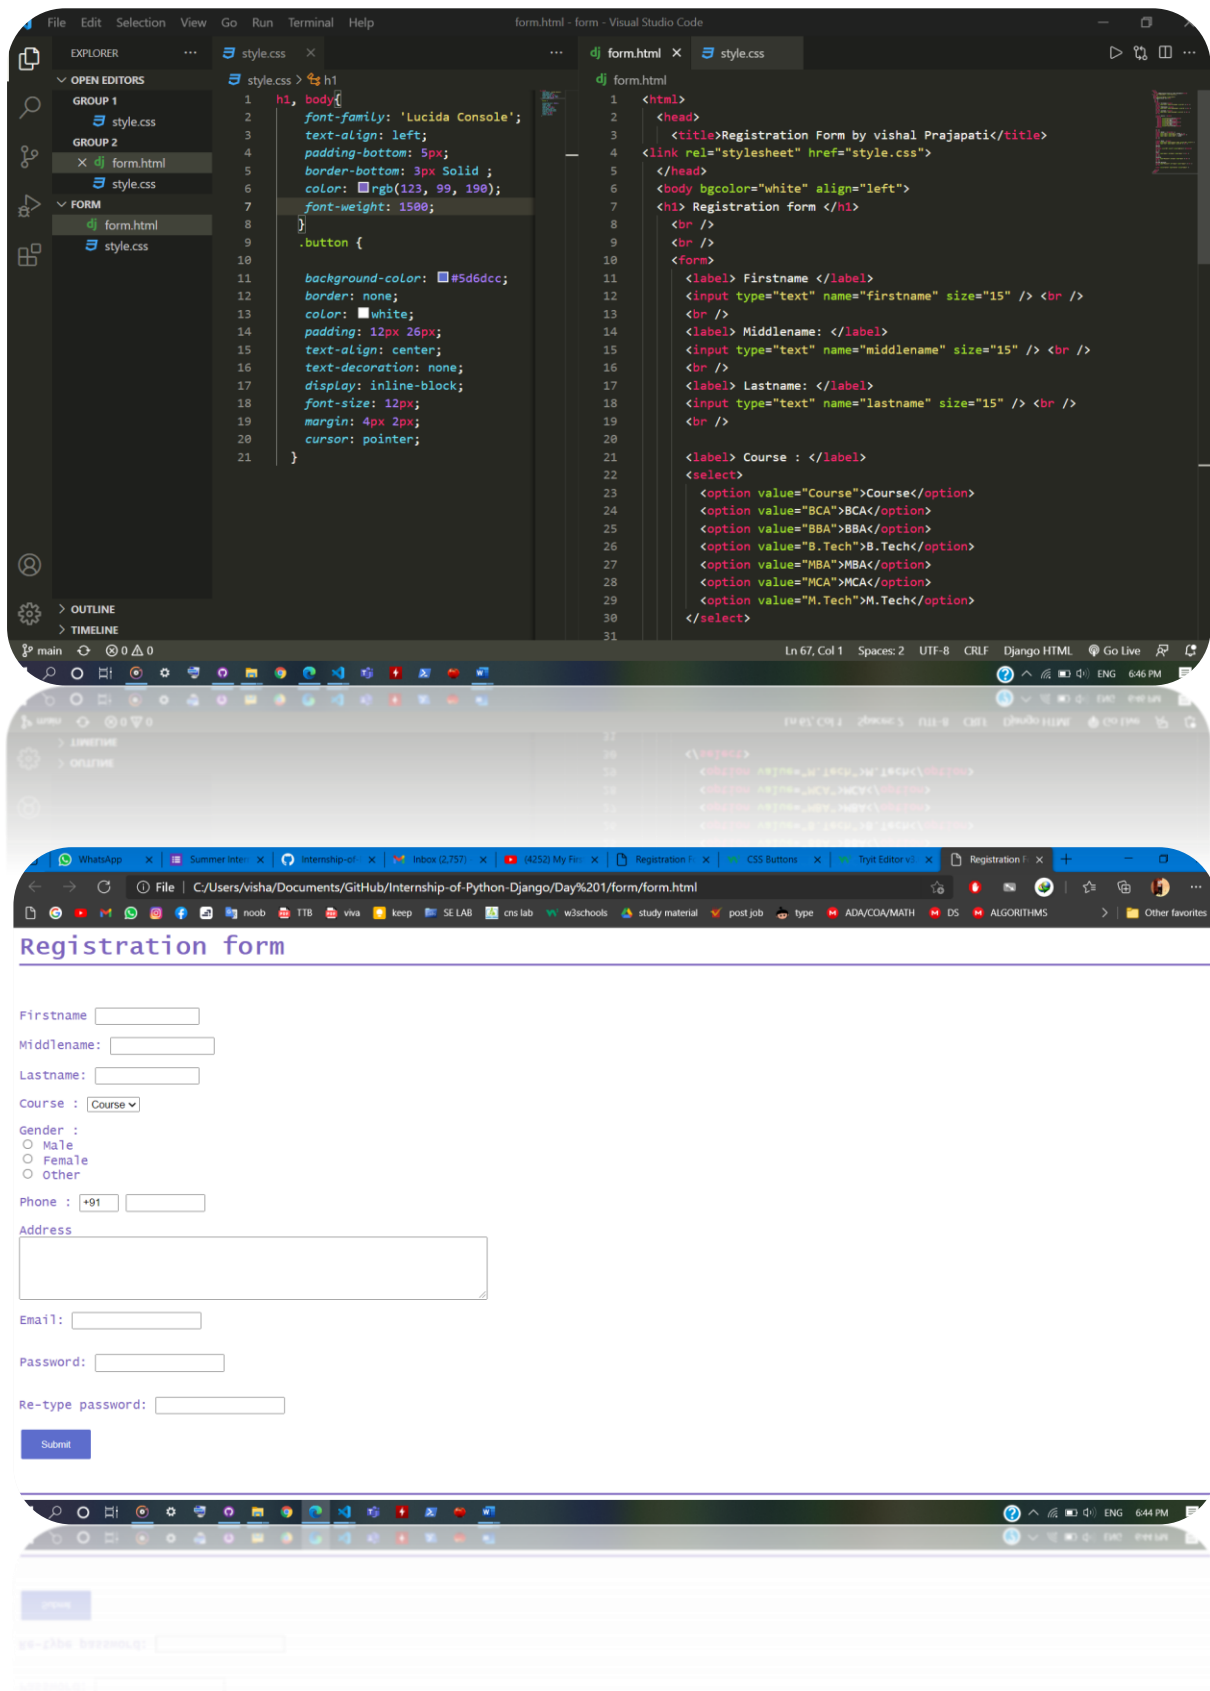 File Edit Selection View Go Run Terminal Help form.html - form - Visual Studio Code
EXPLORER
OPEN EDITORS
GROUP 1
style.css
GROUP 2
form.html
style.css
FORM
form.html
style.css
OUTLINE
TIMELINE
style.css
style.css > h1
1 h1, body{
2 font-family: 'Lucida Console';
3 text-align: left;
4 padding-bottom: 5px;
5 border-bottom: 3px Solid ;
6 color: rgb(123, 99, 190);
7 font-weight: 1500;
8 }
9 .button {
10
11 background-color: #5d6dcc;
12 border: none;
13 color: white;
14 padding: 12px 26px;
15 text-align: center;
16 text-decoration: none;
17 display: inline-block;
18 font-size: 12px;
19 margin: 4px 2px;
20 cursor: pointer;
21 }
form.html style.css
form.html
1 <html>
2 <head>
3 <title>Registration Form by vishal Prajapati</title>
4 <link rel="stylesheet" href="style.css">
5 </head>
6 <body bgcolor="white" align="left">
7 <h1> Registration form </h1>
8 <br />
9 <br />
10 <form>
11 <label> Firstname </label>
12 <input type="text" name="firstname" size="15" /> <br />
13 <br />
14 <label> Middlename: </label>
15 <input type="text" name="middlename" size="15" /> <br />
16 <br />
17 <label> Lastname: </label>
18 <input type="text" name="lastname" size="15" /> <br />
19 <br />
20
21 <label> Course : </label>
22 <select>
23 <option value="Course">Course</option>
24 <option value="BCA">BCA</option>
25 <option value="BBA">BBA</option>
26 <option value="B.Tech">B.Tech</option>
27 <option value="MBA">MBA</option>
28 <option value="MCA">MCA</option>
29 <option value="M.Tech">M.Tech</option>
30 </select>
31
main 0 0 Ln 67, Col 1 Spaces: 2 UTF-8 CRLF Django HTML Go Live
ENG 6:46 PM
WhatsApp Summer Inter Internship-of- Inbox (2,757) (4252) My Fir Registration F CSS Buttons Tryit Editor v3 Registration F
File C:/Users/visha/Documents/GitHub/Internship-of-Python-Django/Day%201/form/form.html
noob TTB viva keep SE LAB cns lab w3schools study material post job type ADA/COA/MATH DS ALGORITHMS Other favorites
Registration form
Firstname
Middlename:
Lastname:
Course : Course
Gender :
Male
Female
Other
Phone : +91
Address
Email:
Password:
Re-type password:
Submit
ENG 6:44 PM